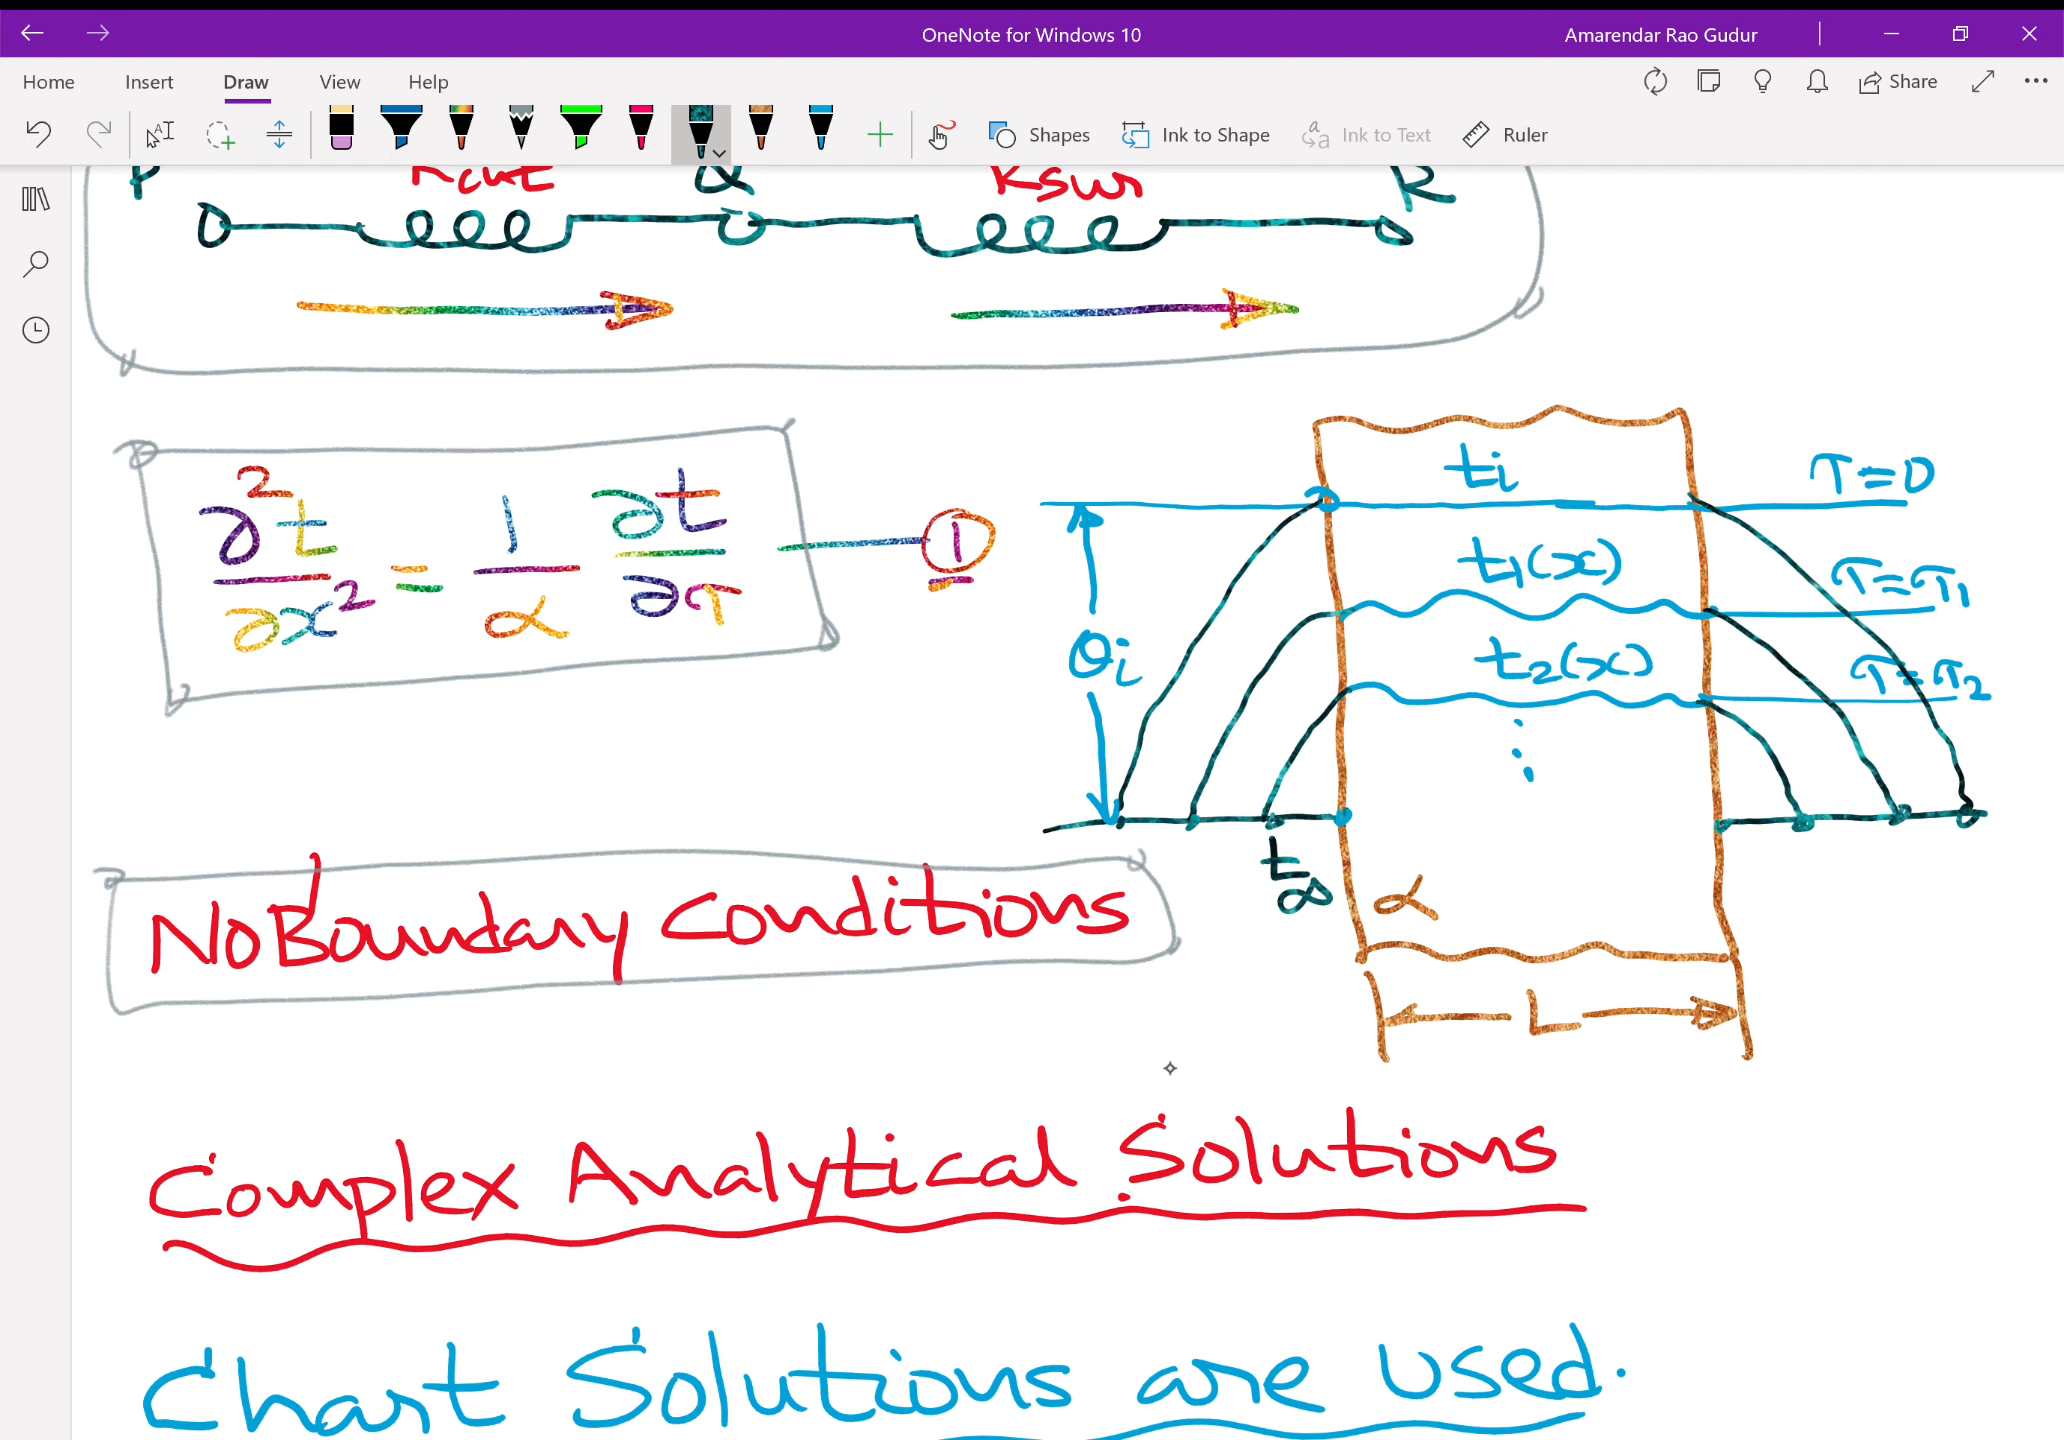 OneNote for Windows 10
Amarendar Rao Gudur
Home Insert Draw View Help Share
Shapes Ink to Shape Ink to Text Ruler
P Q R
∂²t/∂x² = 1/α ∂t/∂τ — ①
ti τ=0
t1(x) τ=τ1
θi t2(x) τ=τ2
t∞
α
No Boundary Conditions
L
Complex Analytical Solutions
Chart Solutions are used.